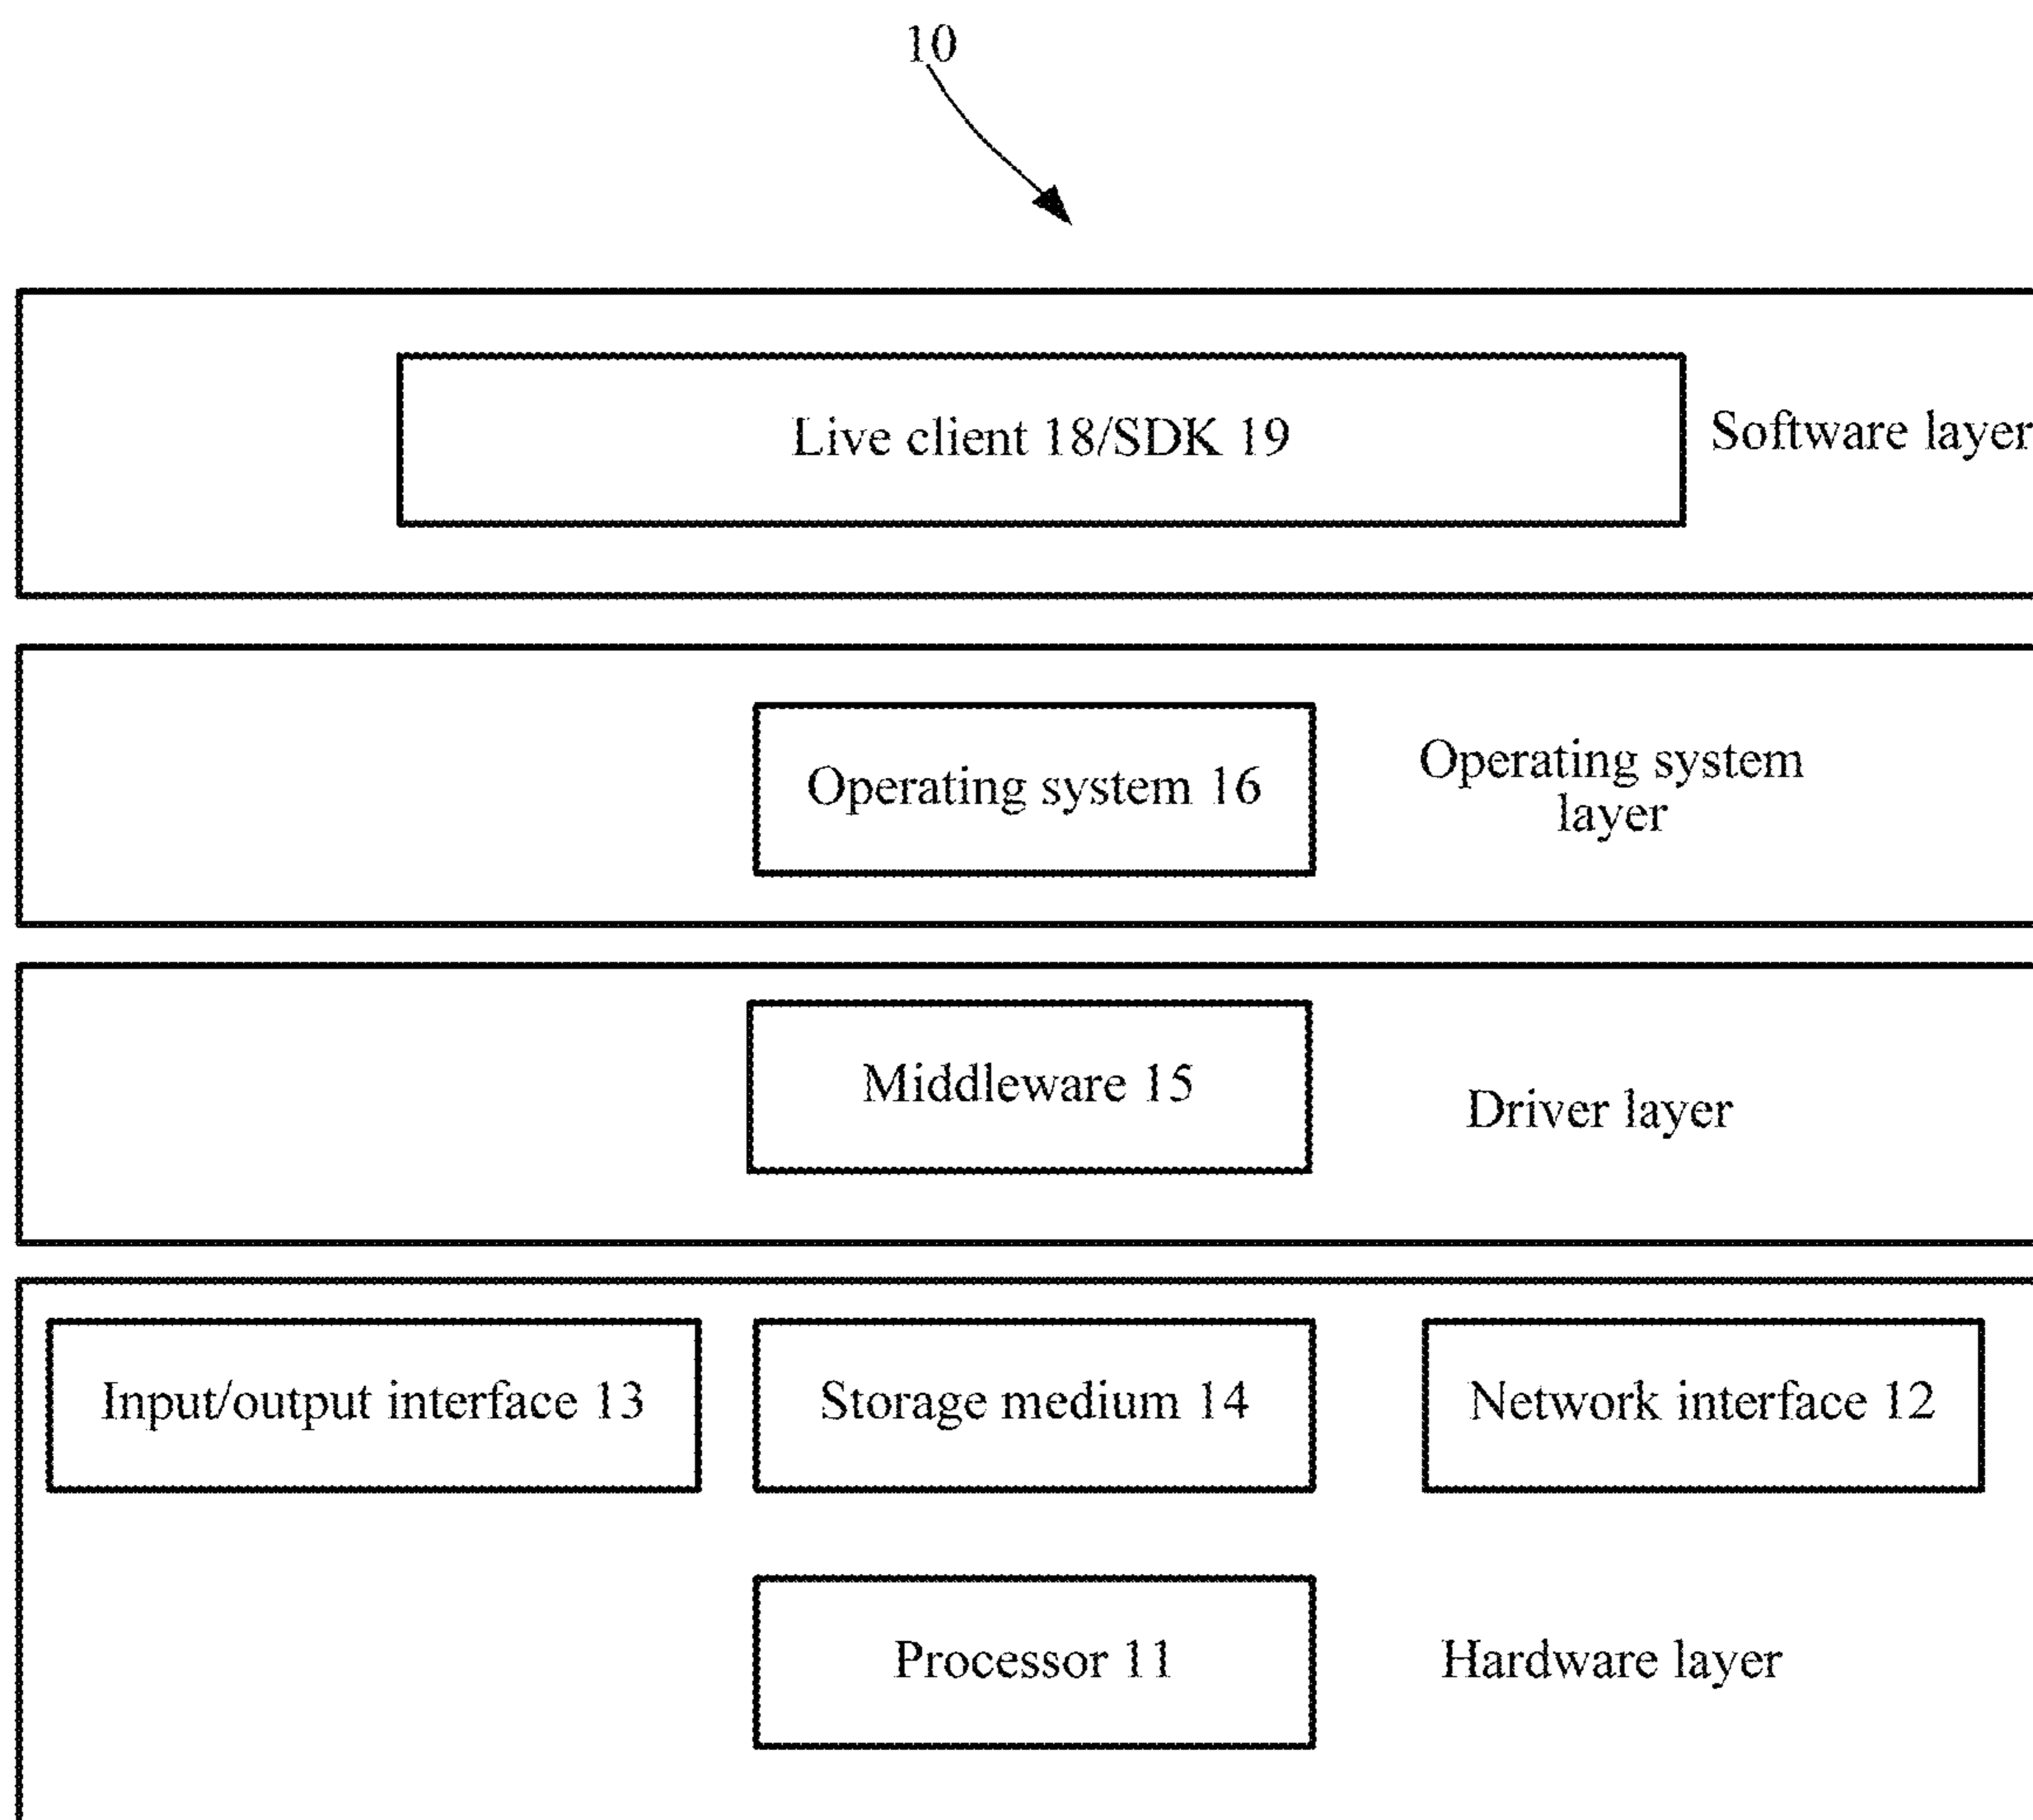 10
Live client 18/SDK 19
Software layer
Operating system 16
Operating system
layer
Middleware 15
Driver layer
Input/output interface 13
Storage medium 14
Network interface 12
Processor 11
Hardware layer